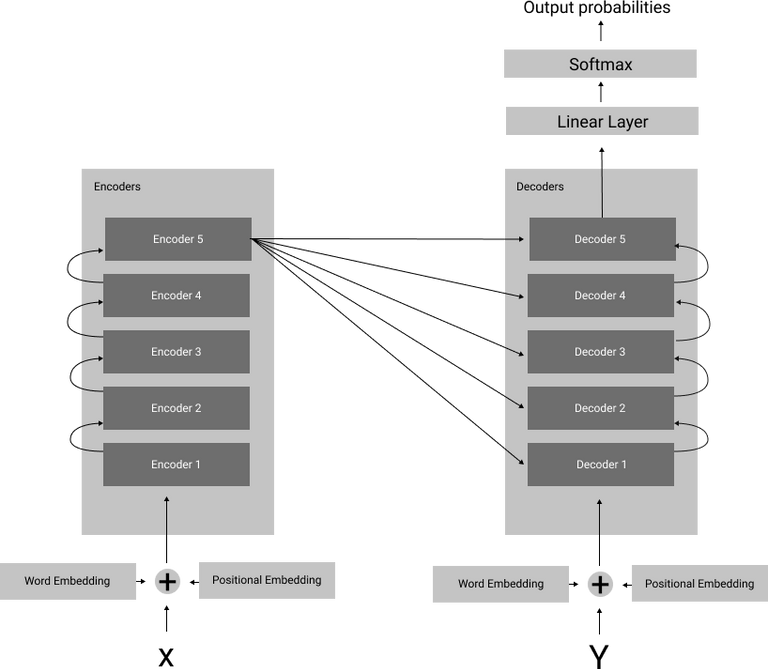 Output probabilities
Softmax
Linear Layer
Encoders
Encoder 5
Encoder 4
Encoder 3
Encoder 2
Encoder 1
Word Embedding
+
Positional Embedding
x
Decoders
Decoder 5
Decoder 4
Decoder 3
Decoder 2
Decoder 1
Word Embedding
+
Positional Embedding
Y